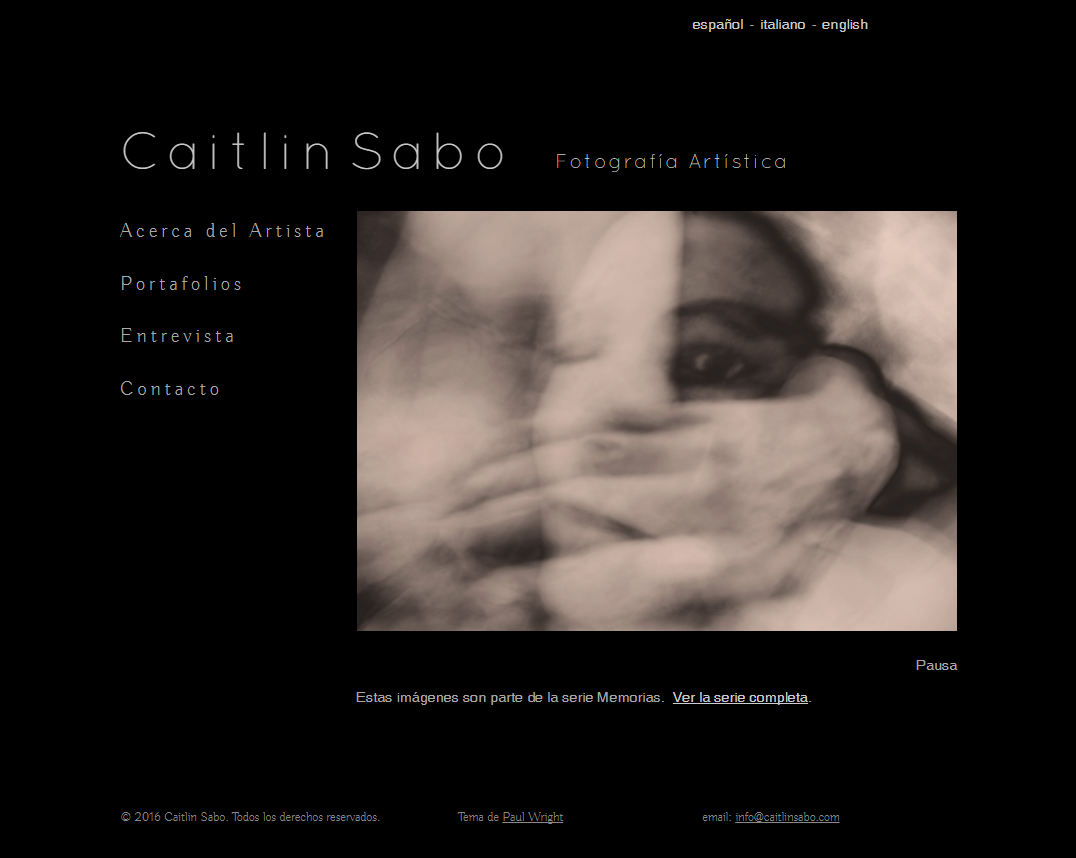 español - italiano - english
Caitlin Sabo Fotografía Artística
Acerca del Artista
Portafolios
Entrevista
Contacto
Pausa
Estas imágenes son parte de la serie Memorias. Ver la serie completa.
© 2016 Caitlin Sabo. Todos los derechos reservados. Tema de Paul Wright email: info@caitlinsabo.com